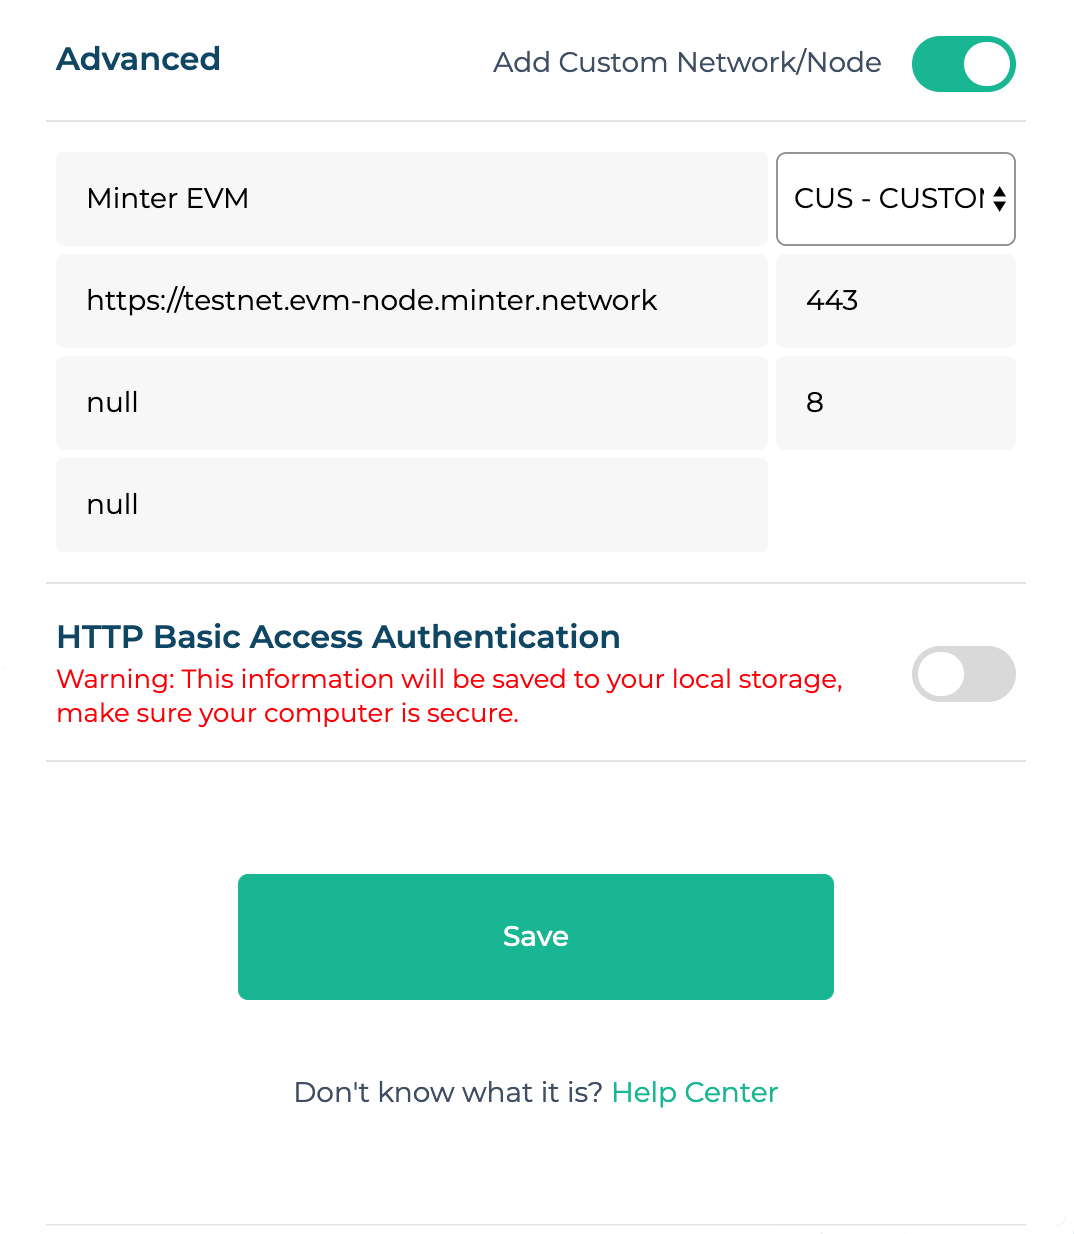 Advanced
Add Custom Network/Node
Minter EVM
CUS - CUSTO
https://testnet.evm-node.minter.network
443
null
8
null
HTTP Basic Access Authentication
Warning: This information will be saved to your local storage,
make sure your computer is secure.
Save
Don't know what it is? Help Center